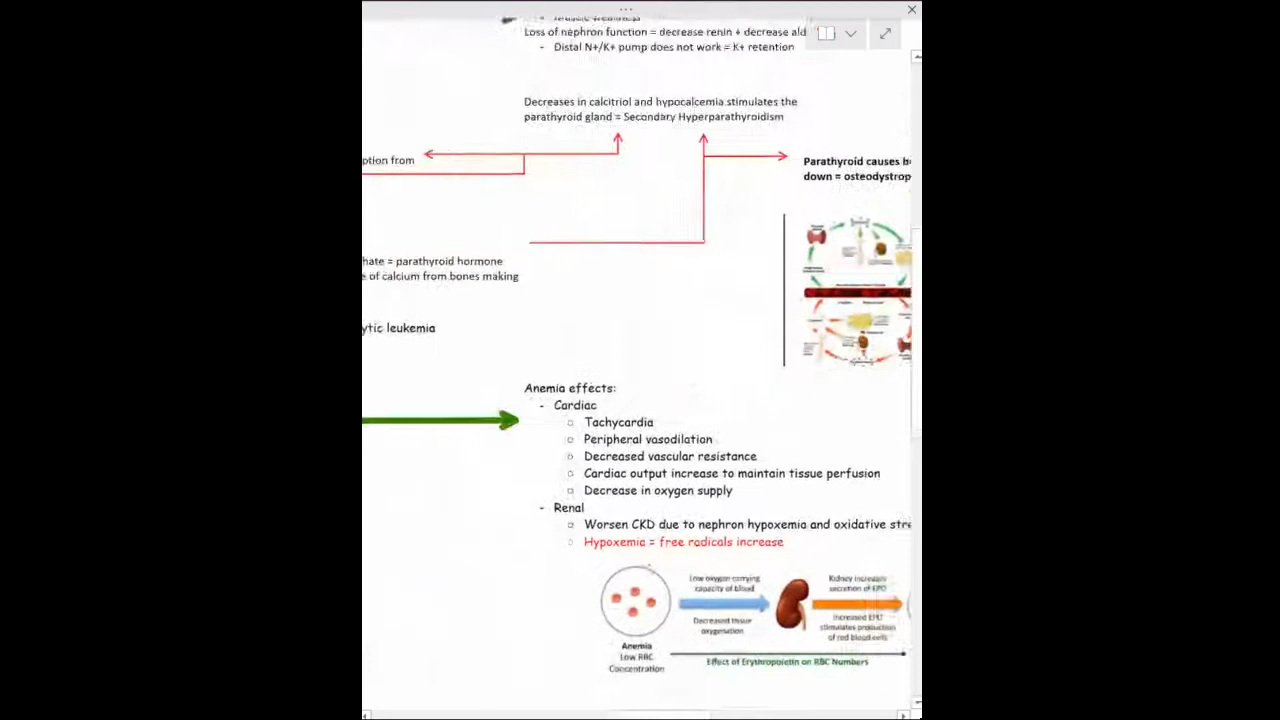 Loss of nephron function = decrease renin + decrease ald
- Distal N+/K+ pump does not work = K+ retention
Decreases in calcitriol and hypocalcemia stimulates the
parathyroid gland = Secondary Hyperparathyroidism
ption from
Parathyroid causes b
down = osteodystrop
hate = parathyroid hormone
e of calcium from bones making
ytic leukemia
Anemia effects:
- Cardiac
○ Tachycardia
○ Peripheral vasodilation
○ Decreased vascular resistance
○ Cardiac output increase to maintain tissue perfusion
○ Decrease in oxygen supply
- Renal
○ Worsen CKD due to nephron hypoxemia and oxidative stre
○ Hypoxemia = free radicals increase
Low oxygen carrying
capacity of blood
Decreased tissue
oxygenation
Kidney increases
secretion of EPO
Increased EPO
stimulates production
of red blood cells
Anemia
Low RBC
Concentration
Effect of Erythropoietin on RBC Numbers